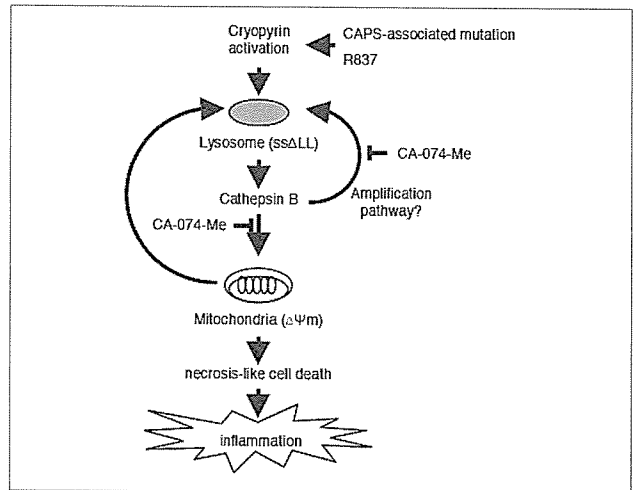 Cryopyrin
activation
CAPS-associated mutation
R837
Lysosome (ssΔLL)
CA-074-Me
Cathepsin B
Amplification
pathway?
CA-074-Me
Mitochondria (△Ψm)
necrosis-like cell death
inflammation